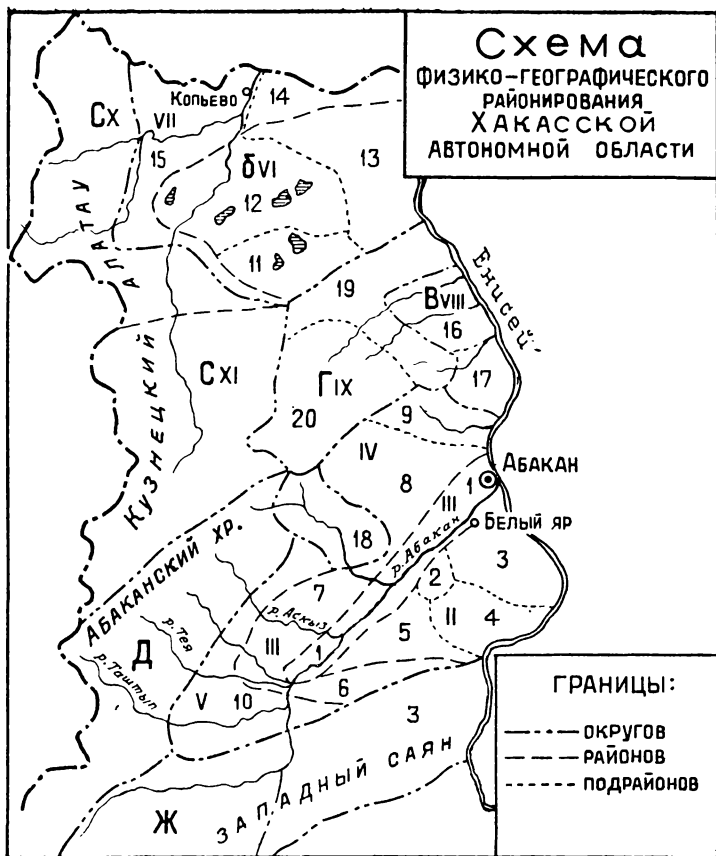 Схема
ФИЗИКО-ГЕОГРАФИЧЕСКОГО
РАЙОНИРОВАНИЯ
ХАКАССКОЙ
АВТОНОМНОЙ ОБЛАСТИ
Копьево
14
Сх
VII
15
13
бVI
12
11
АЛАТАУ
КУЗНЕЦКИЙ
ЕНИСЕЙ
19
ВVIII
16
17
СXI
ГIX
20
9
IV
8
АБАКАН
1
III
БЕЛЫЙ ЯР
р. Абакан
18
3
2
II
4
5
7
АБАКАНСКИЙ ХР.
р. Аскыз
р. Тея
III
1
Д
р. Таштып
V
10
6
3
ЗАПАДНЫЙ САЯН
Ж
ГРАНИЦЫ:
ОКРУГОВ
РАЙОНОВ
ПОДРАЙОНОВ